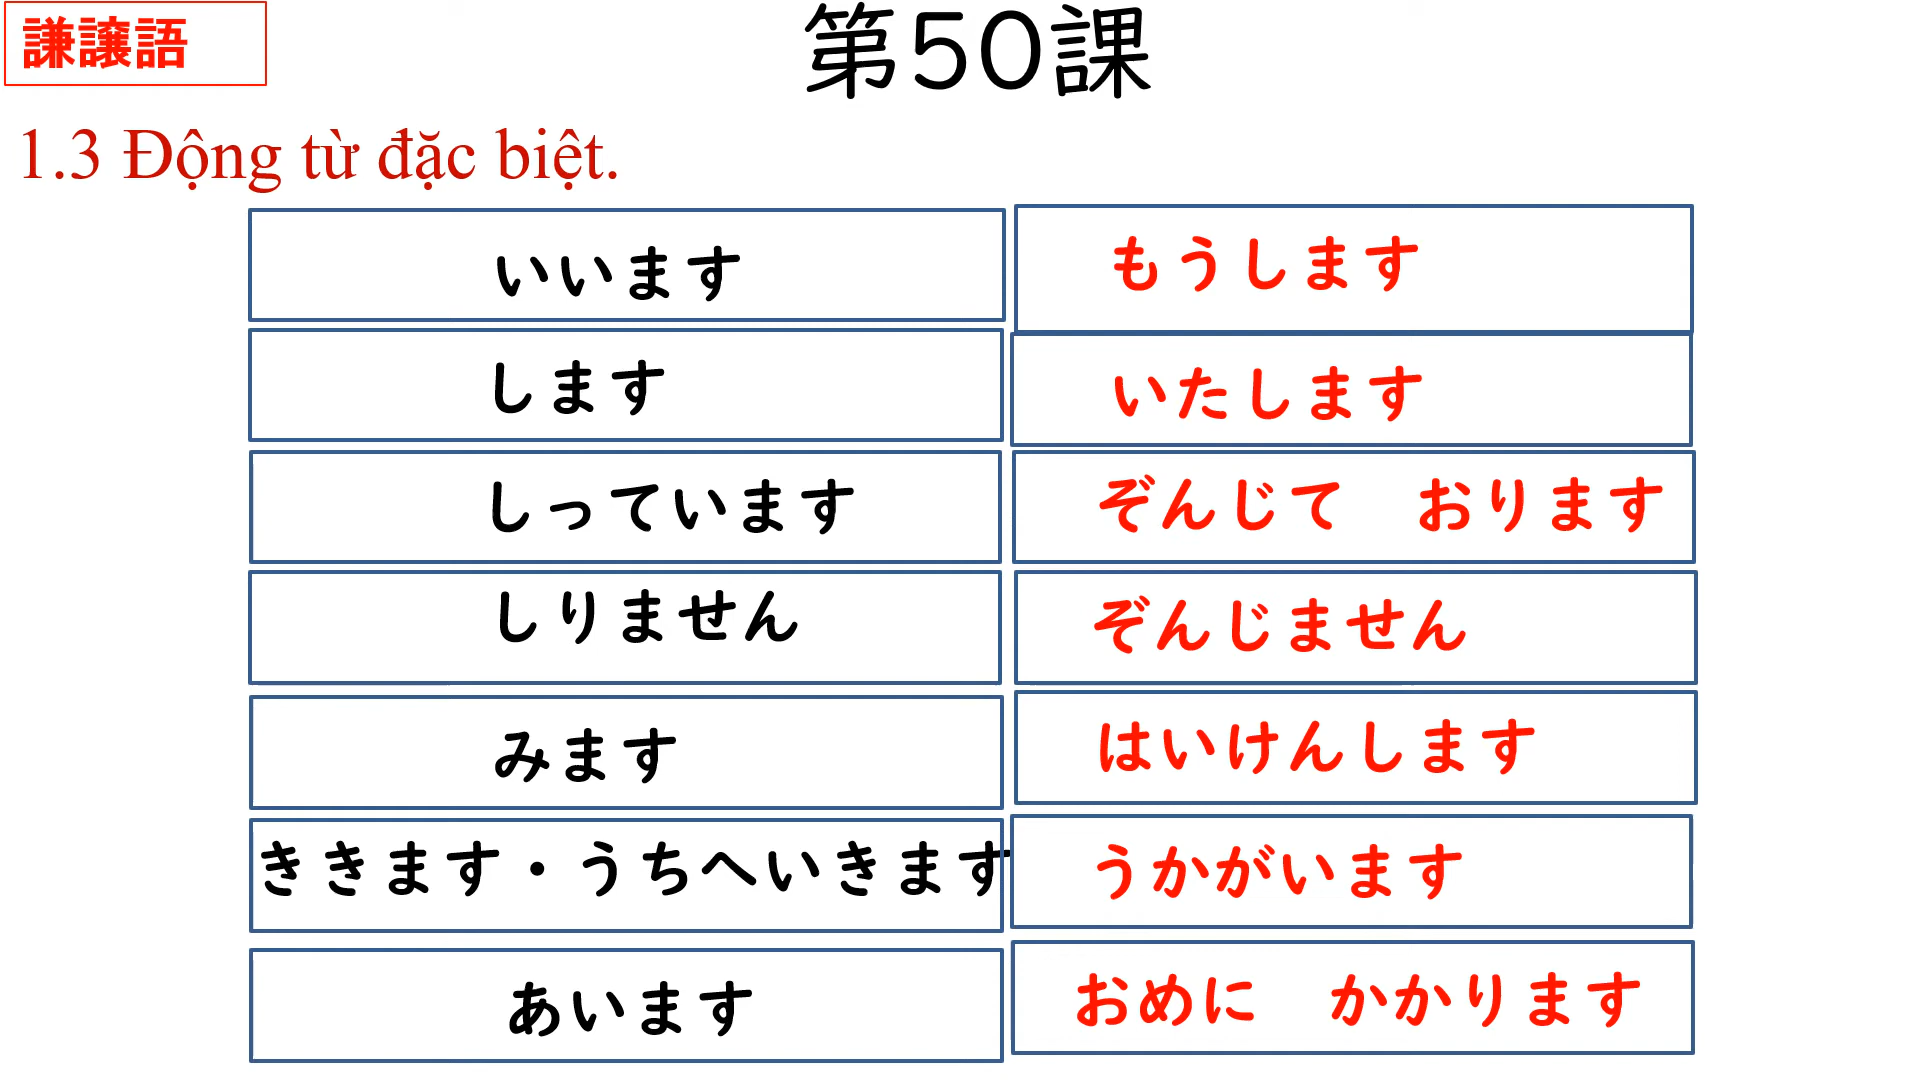 謙譲語
第50課
1.3 Động từ đặc biệt.
いいます
もうします
します
いたします
しっています
ぞんじて　おります
しりません
ぞんじません
みます
はいけんします
ききます・うちへいきます
うかがいます
あいます
おめに　かかります